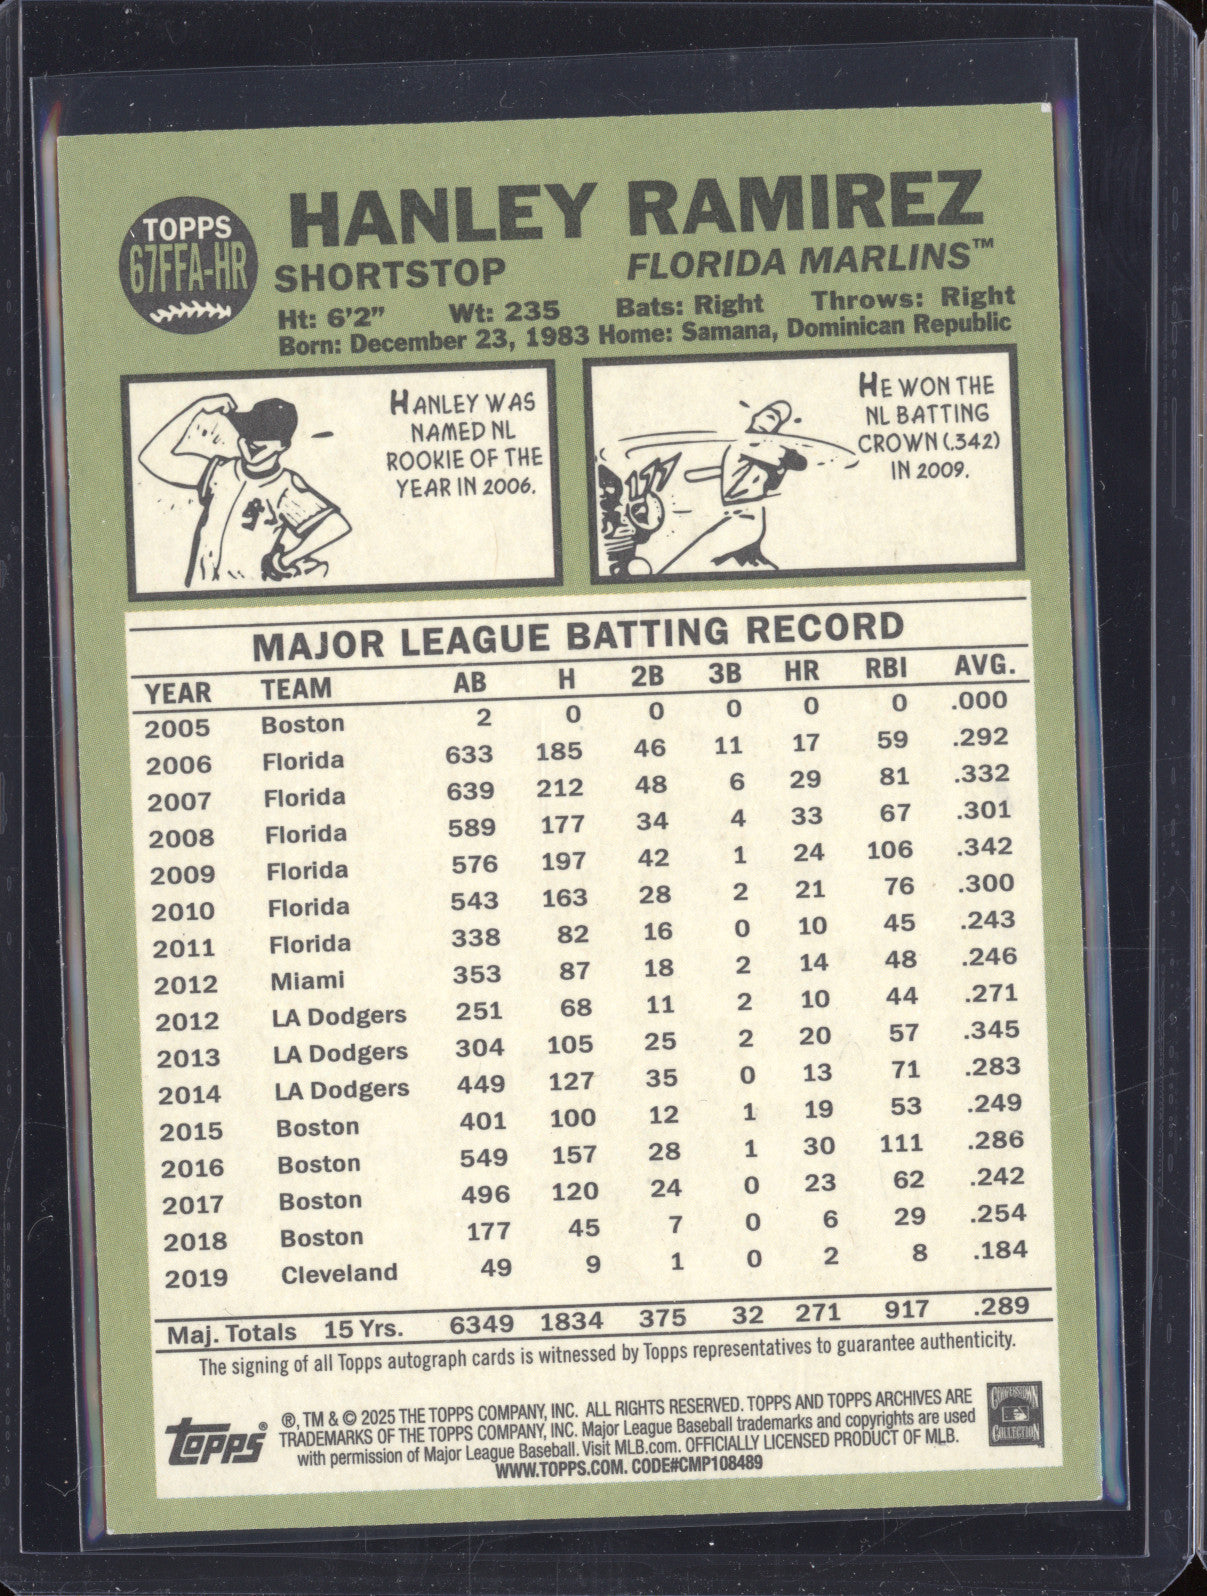 TOPPS
67FFA-HR
HANLEY RAMIREZ
SHORTSTOP
FLORIDA MARLINS™
Ht: 6'2" Wt: 235 Bats: Right Throws: Right
Born: December 23, 1983 Home: Samana, Dominican Republic
HANLEY WAS
NAMED NL
ROOKIE OF THE
YEAR IN 2006.
HE WON THE
NL BATTING
CROWN (.342)
IN 2009.
MAJOR LEAGUE BATTING RECORD
YEAR TEAM AB H 2B 3B HR RBI AVG.
2005 Boston 2 0 0 0 0 0 .000
2006 Florida 633 185 46 11 17 59 .292
2007 Florida 639 212 48 6 29 81 .332
2008 Florida 589 177 34 4 33 67 .301
2009 Florida 576 197 42 1 24 106 .342
2010 Florida 543 163 28 2 21 76 .300
2011 Florida 338 82 16 0 10 45 .243
2012 Miami 353 87 18 2 14 48 .246
2012 LA Dodgers 251 68 11 2 10 44 .271
2013 LA Dodgers 304 105 25 2 20 57 .345
2014 LA Dodgers 449 127 35 0 13 71 .283
2015 Boston 401 100 12 1 19 53 .249
2016 Boston 549 157 28 1 30 111 .286
2017 Boston 496 120 24 0 23 62 .242
2018 Boston 177 45 7 0 6 29 .254
2019 Cleveland 49 9 1 0 2 8 .184
Maj. Totals 15 Yrs. 6349 1834 375 32 271 917 .289
The signing of all Topps autograph cards is witnessed by Topps representatives to guarantee authenticity.
topps®
®, TM & © 2025 THE TOPPS COMPANY, INC. ALL RIGHTS RESERVED. TOPPS AND TOPPS ARCHIVES ARE
TRADEMARKS OF THE TOPPS COMPANY, INC. Major League Baseball trademarks and copyrights are used
with permission of Major League Baseball. Visit MLB.com. OFFICIALLY LICENSED PRODUCT OF MLB.
WWW.TOPPS.COM. CODE#CMP108489
COOPERSTOWN
COLLECTION